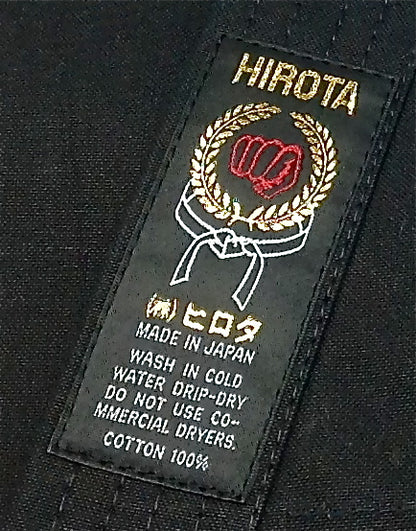 HIROTA
ヒロタ
MADE IN JAPAN
WASH IN COLD
WATER DRIP-DRY
DO NOT USE CO-
MMERCIAL DRYERS.
COTTON 100%